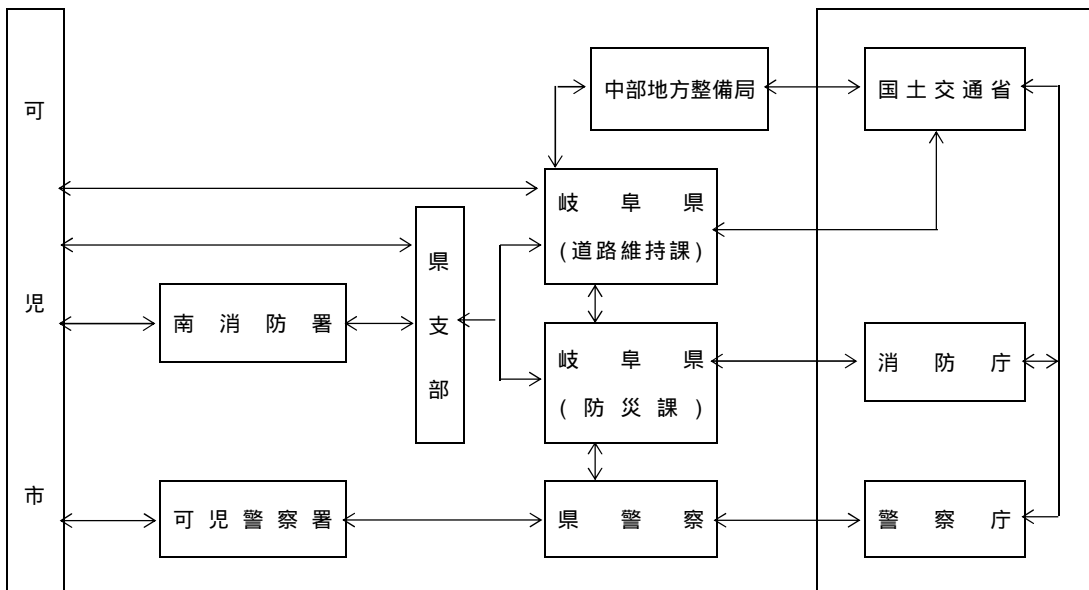 可児市
中部地方整備局
国土交通省
岐阜県
(道路維持課)
県支部
南消防署
岐阜県
(防災課)
消防庁
可児警察署
県警察
警察庁